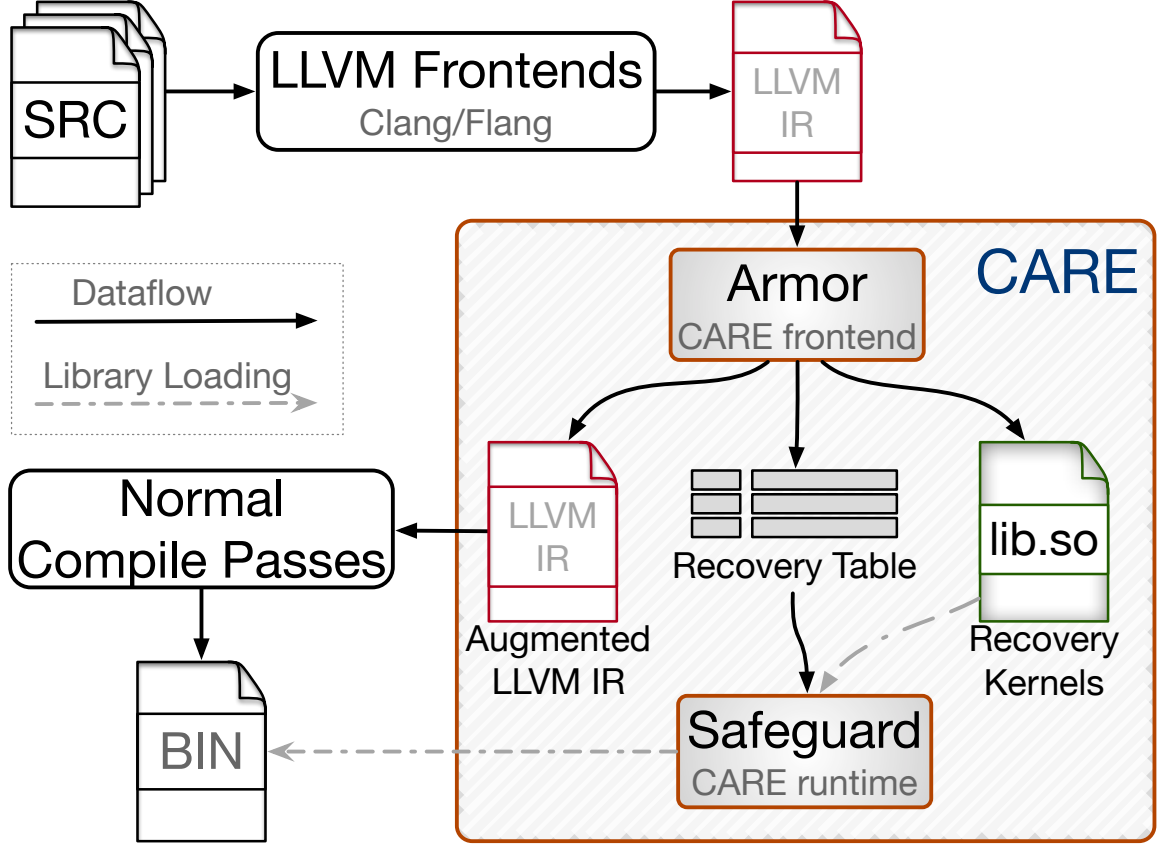 SRC
LLVM Frontends
Clang/Flang
LLVM
IR
CARE
Armor
CARE frontend
Dataflow
Library Loading
Normal
Compile Passes
LLVM
IR
Augmented
LLVM IR
Recovery Table
lib.so
Recovery
Kernels
BIN
Safeguard
CARE runtime